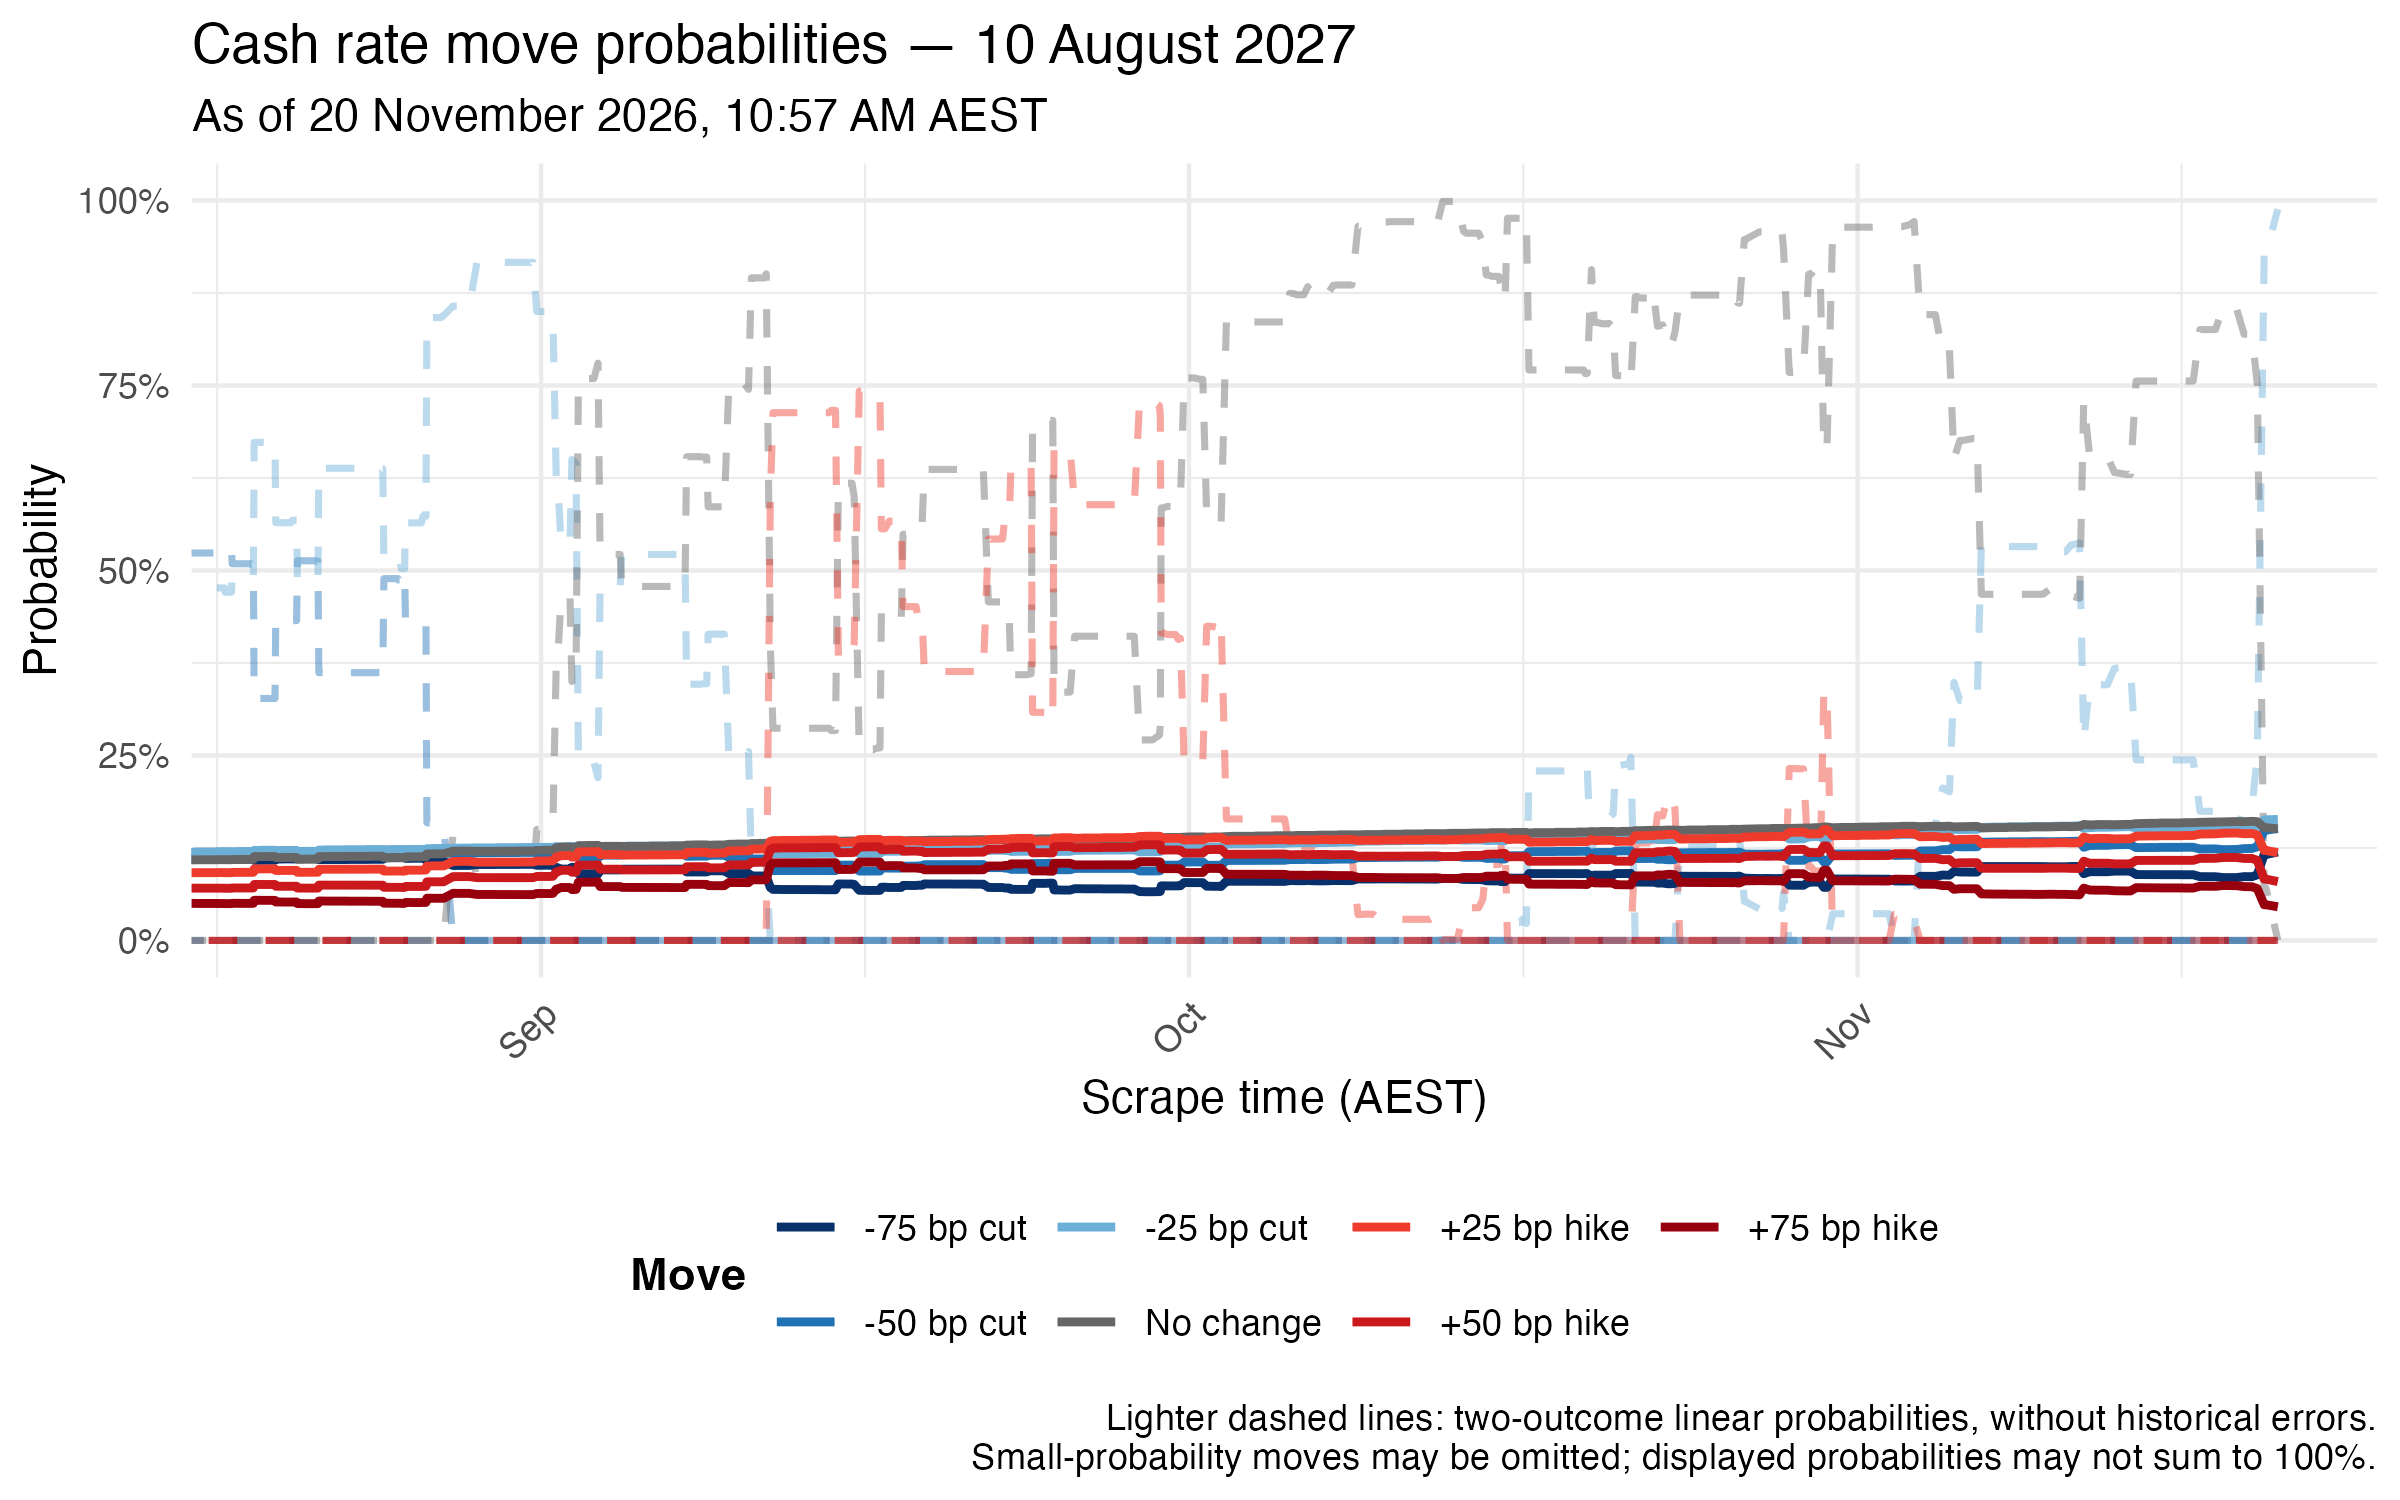 Cash rate move probabilities — 10 August 2027
As of 20 November 2026, 10:57 AM AEST
Probability
100%
75%
50%
25%
0%
Sep
Oct
Nov
Scrape time (AEST)
Move
-75 bp cut
-25 bp cut
+25 bp hike
+75 bp hike
-50 bp cut
No change
+50 bp hike
Lighter dashed lines: two-outcome linear probabilities, without historical errors.
Small-probability moves may be omitted; displayed probabilities may not sum to 100%.